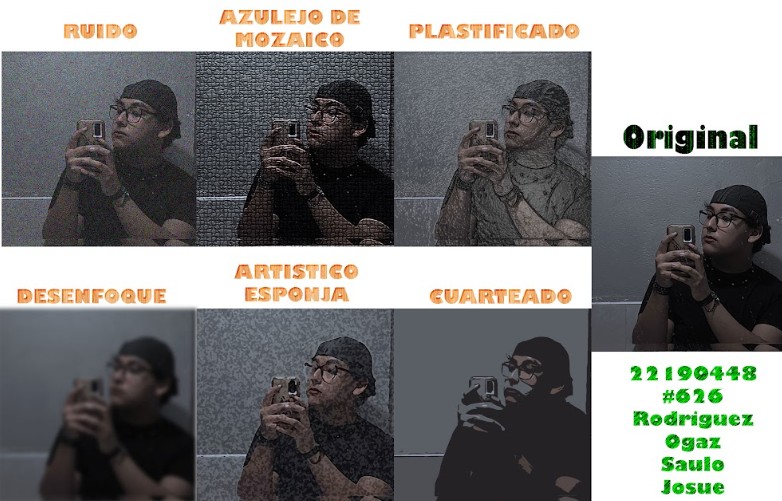 RUIDO
AZULEJO DE
MOZAICO
PLASTIFICADO
Original
DESENFOQUE
ARTISTICO
ESPONJA
CUARTEADO
22190448
#626
Rodriguez
Ogaz
Saulo
Josue